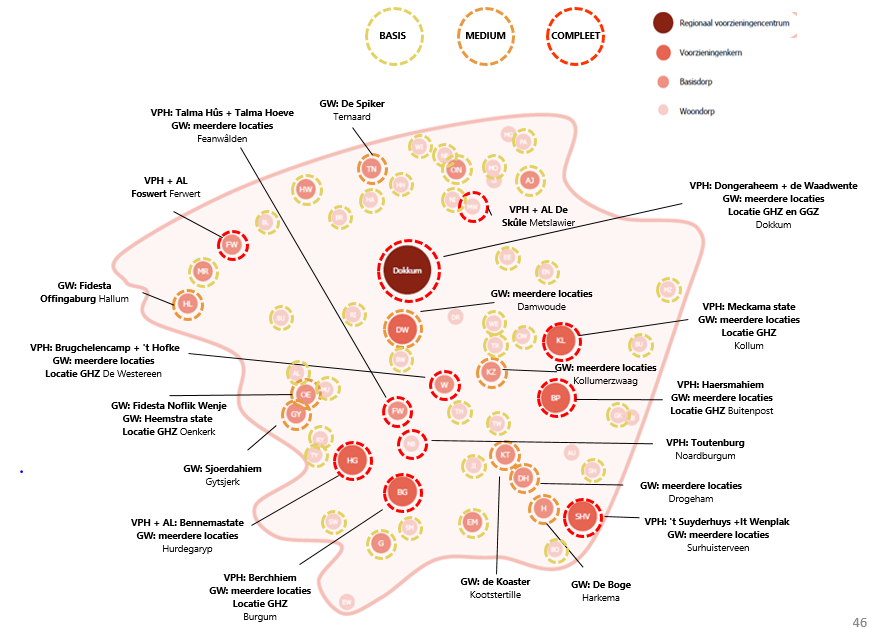 BASIS
MEDIUM
COMPLEET
Regionaal voorzieningencentrum
Voorzieningenkern
Basisdorp
Woondorp
VPH: Talma Hûs + Talma Hoeve
GW: meerdere locaties
Feanwâlden
GW: De Spiker
Ternaard
VPH + AL
Foswert Ferwert
VPH + AL De
Skûle Metslawier
VPH: Dongeraheem + de Waadwente
GW: meerdere locaties
Locatie GHZ en GGZ
Dokkum
GW: Fidesta
Offingaburg Hallum
GW: meerdere locaties
Damwoude
VPH: Meckama state
GW: meerdere locaties
Locatie GHZ
Kollum
VPH: Brugchelencamp + 't Hofke
GW: meerdere locaties
Locatie GHZ De Westereen
GW: meerdere locaties
Kollumerzwaag
VPH: Haersmahiem
GW: meerdere locaties
Locatie GHZ Buitenpost
GW: Fidesta Noflik Wenje
GW: Heemstra state
Locatie GHZ Oenkerk
VPH: Toutenburg
Noardburgum
GW: Sjoerdahiem
Gytsjerk
GW: meerdere locaties
Drogeham
VPH + AL: Bennemastate
GW: meerdere locaties
Hurdegaryp
VPH: 't Suyderhuys +It Wenplak
GW: meerdere locaties
Surhuisterveen
VPH: Berchhiem
GW: meerdere locaties
Locatie GHZ
Burgum
GW: de Koaster
Kootstertille
GW: De Boge
Harkema
TN
ON
AJ
HW
FW
MR
HL
Dokkum
DW
KL
KZ
W
BP
OE
GY
FW
HG
KT
DH
BG
H
SHV
EM
G
46